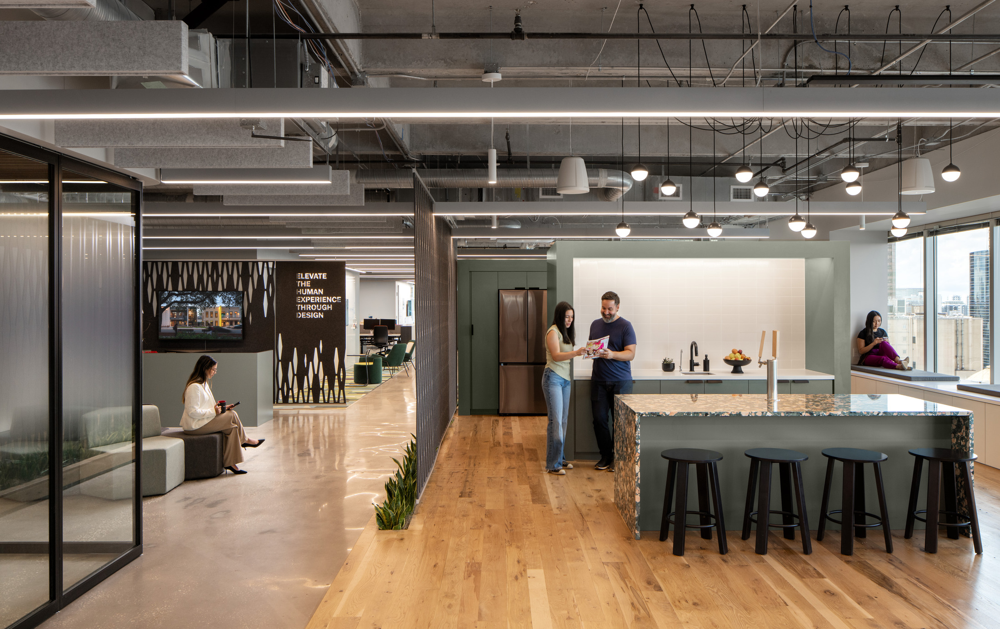 ELEVATE
THE
HUMAN
EXPERIENCE
THROUGH
DESIGN